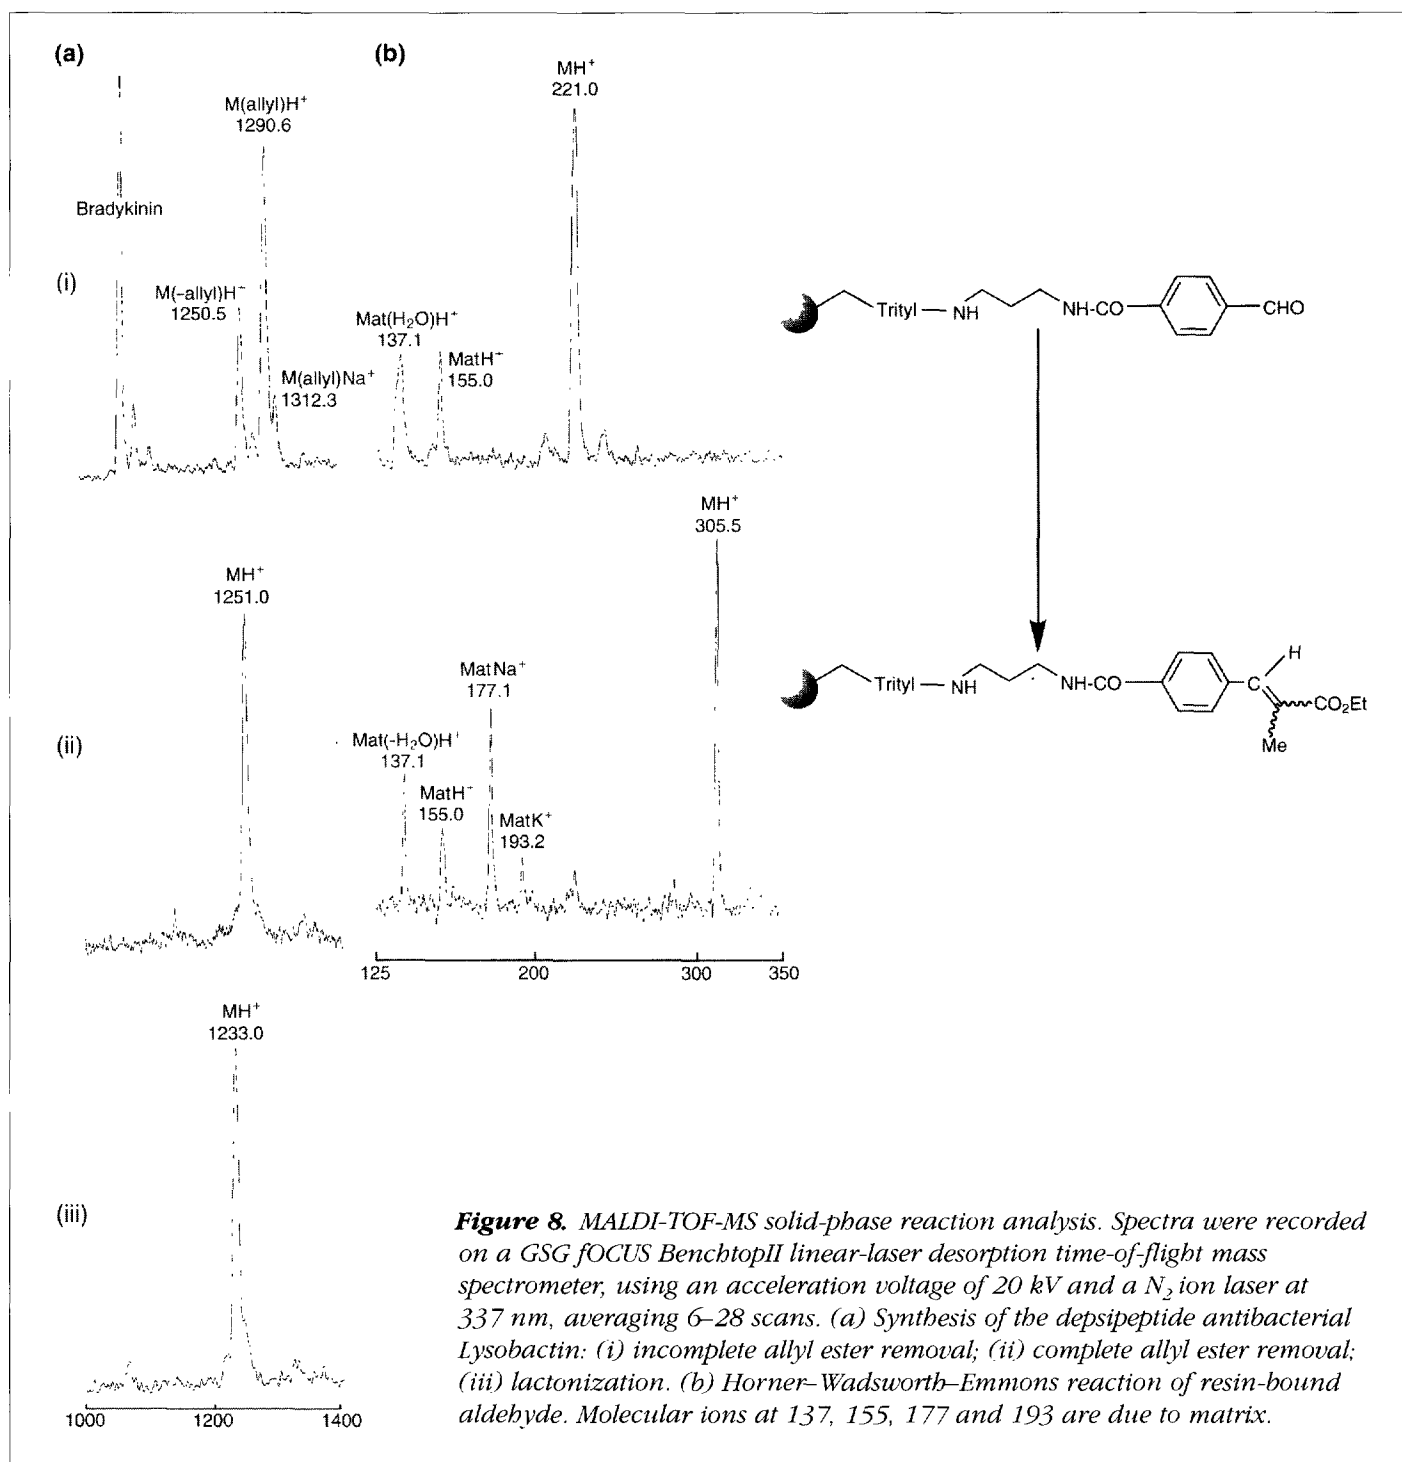 (a)
(b)
MH+
221.0
M(allyl)H+
1290.6
Bradykinin
(i)
M(-allyl)H+
1250.5
M(allyl)Na+
1312.3
Mat(H2O)H+
137.1
MatH+
155.0
Trityl—NH
NH-CO
CHO
MH+
305.5
MH+
1251.0
(ii)
MatNa+
177.1
Mat(-H2O)H+
137.1
MatH+
155.0
MatK+
193.2
Trityl—NH
NH-CO
H
C
CO2Et
Me
125 200 300 350
MH+
1233.0
(iii)
1000 1200 1400
Figure 8. MALDI-TOF-MS solid-phase reaction analysis. Spectra were recorded
on a GSG fOCUS BenchtopII linear-laser desorption time-of-flight mass
spectrometer, using an acceleration voltage of 20 kV and a N2 ion laser at
337 nm, averaging 6–28 scans. (a) Synthesis of the depsipeptide antibacterial
Lysobactin: (i) incomplete allyl ester removal; (ii) complete allyl ester removal;
(iii) lactonization. (b) Horner–Wadsworth–Emmons reaction of resin-bound
aldehyde. Molecular ions at 137, 155, 177 and 193 are due to matrix.